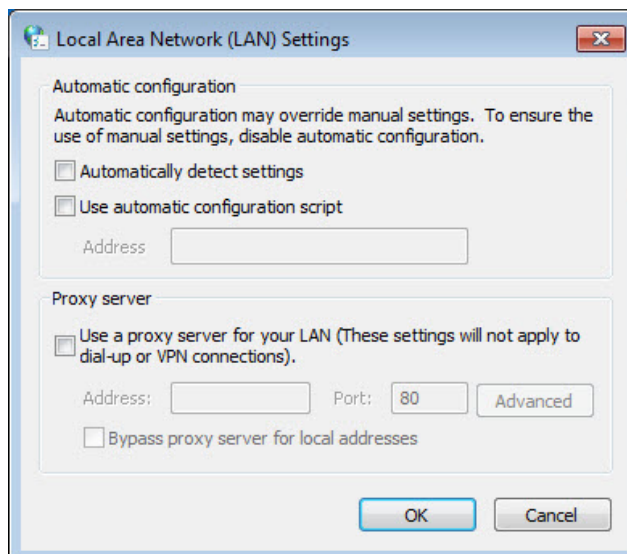 Local Area Network (LAN) Settings
Automatic configuration
Automatic configuration may override manual settings. To ensure the
use of manual settings, disable automatic configuration.
Automatically detect settings
Use automatic configuration script
Address
Proxy server
Use a proxy server for your LAN (These settings will not apply to
dial-up or VPN connections).
Address: Port: 80 Advanced
Bypass proxy server for local addresses
OK Cancel